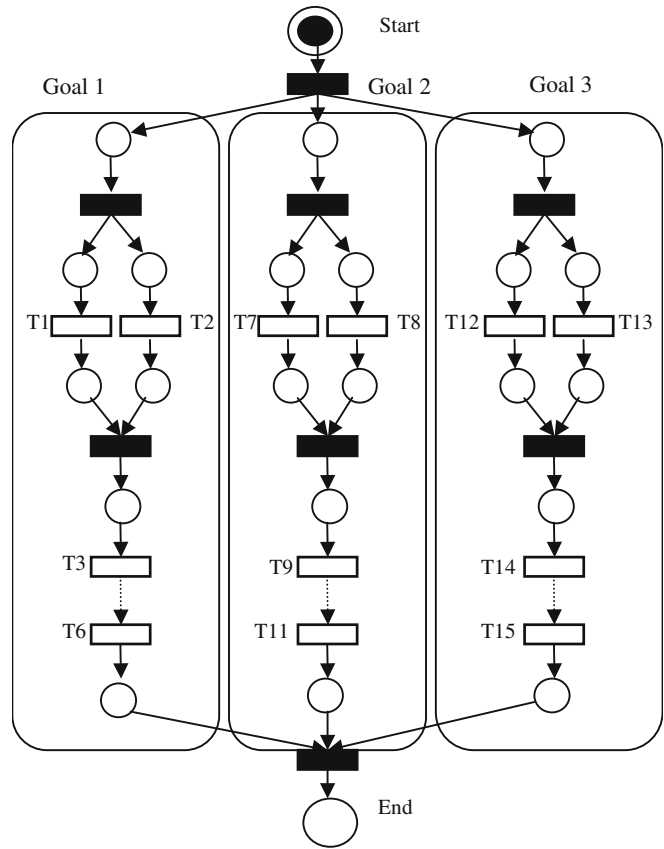 Start
Goal 1
Goal 2
Goal 3
T1
T2
T7
T8
T12
T13
T3
T9
T14
T6
T11
T15
End